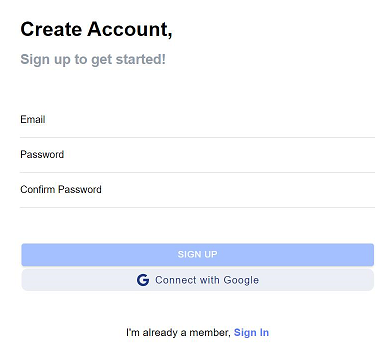 Create Account,
Sign up to get started!
Email
Password
Confirm Password
SIGN UP
Connect with Google
I'm already a member, Sign In